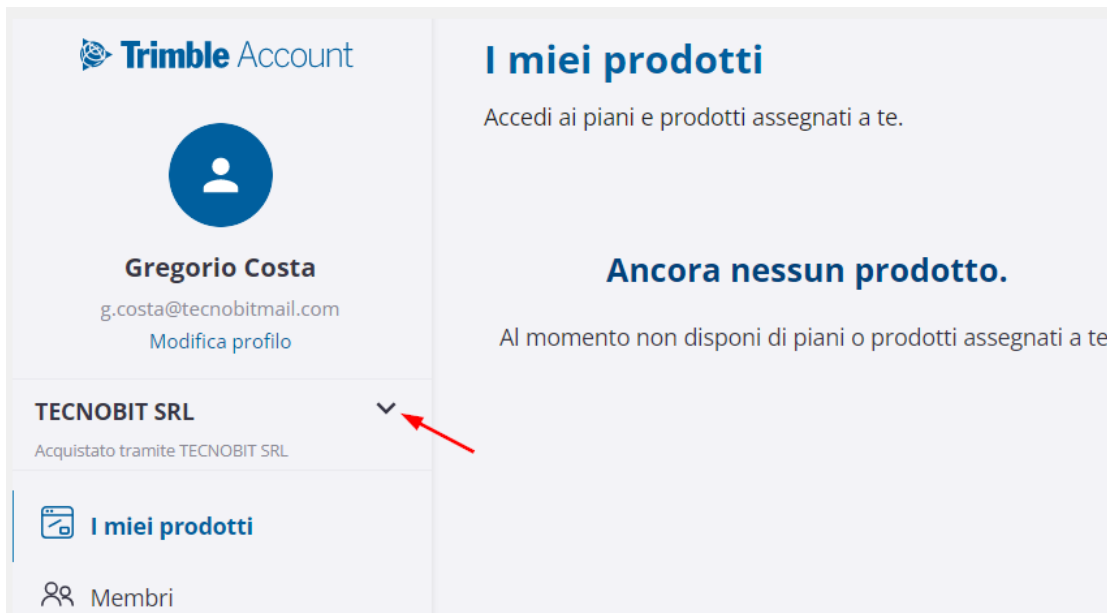 Trimble Account
Gregorio Costa
g.costa@tecnobitmail.com
Modifica profilo
TECNOBIT SRL
Acquistato tramite TECNOBIT SRL
I miei prodotti
Membri
I miei prodotti
Accedi ai piani e prodotti assegnati a te.
Ancora nessun prodotto.
Al momento non disponi di piani o prodotti assegnati a te